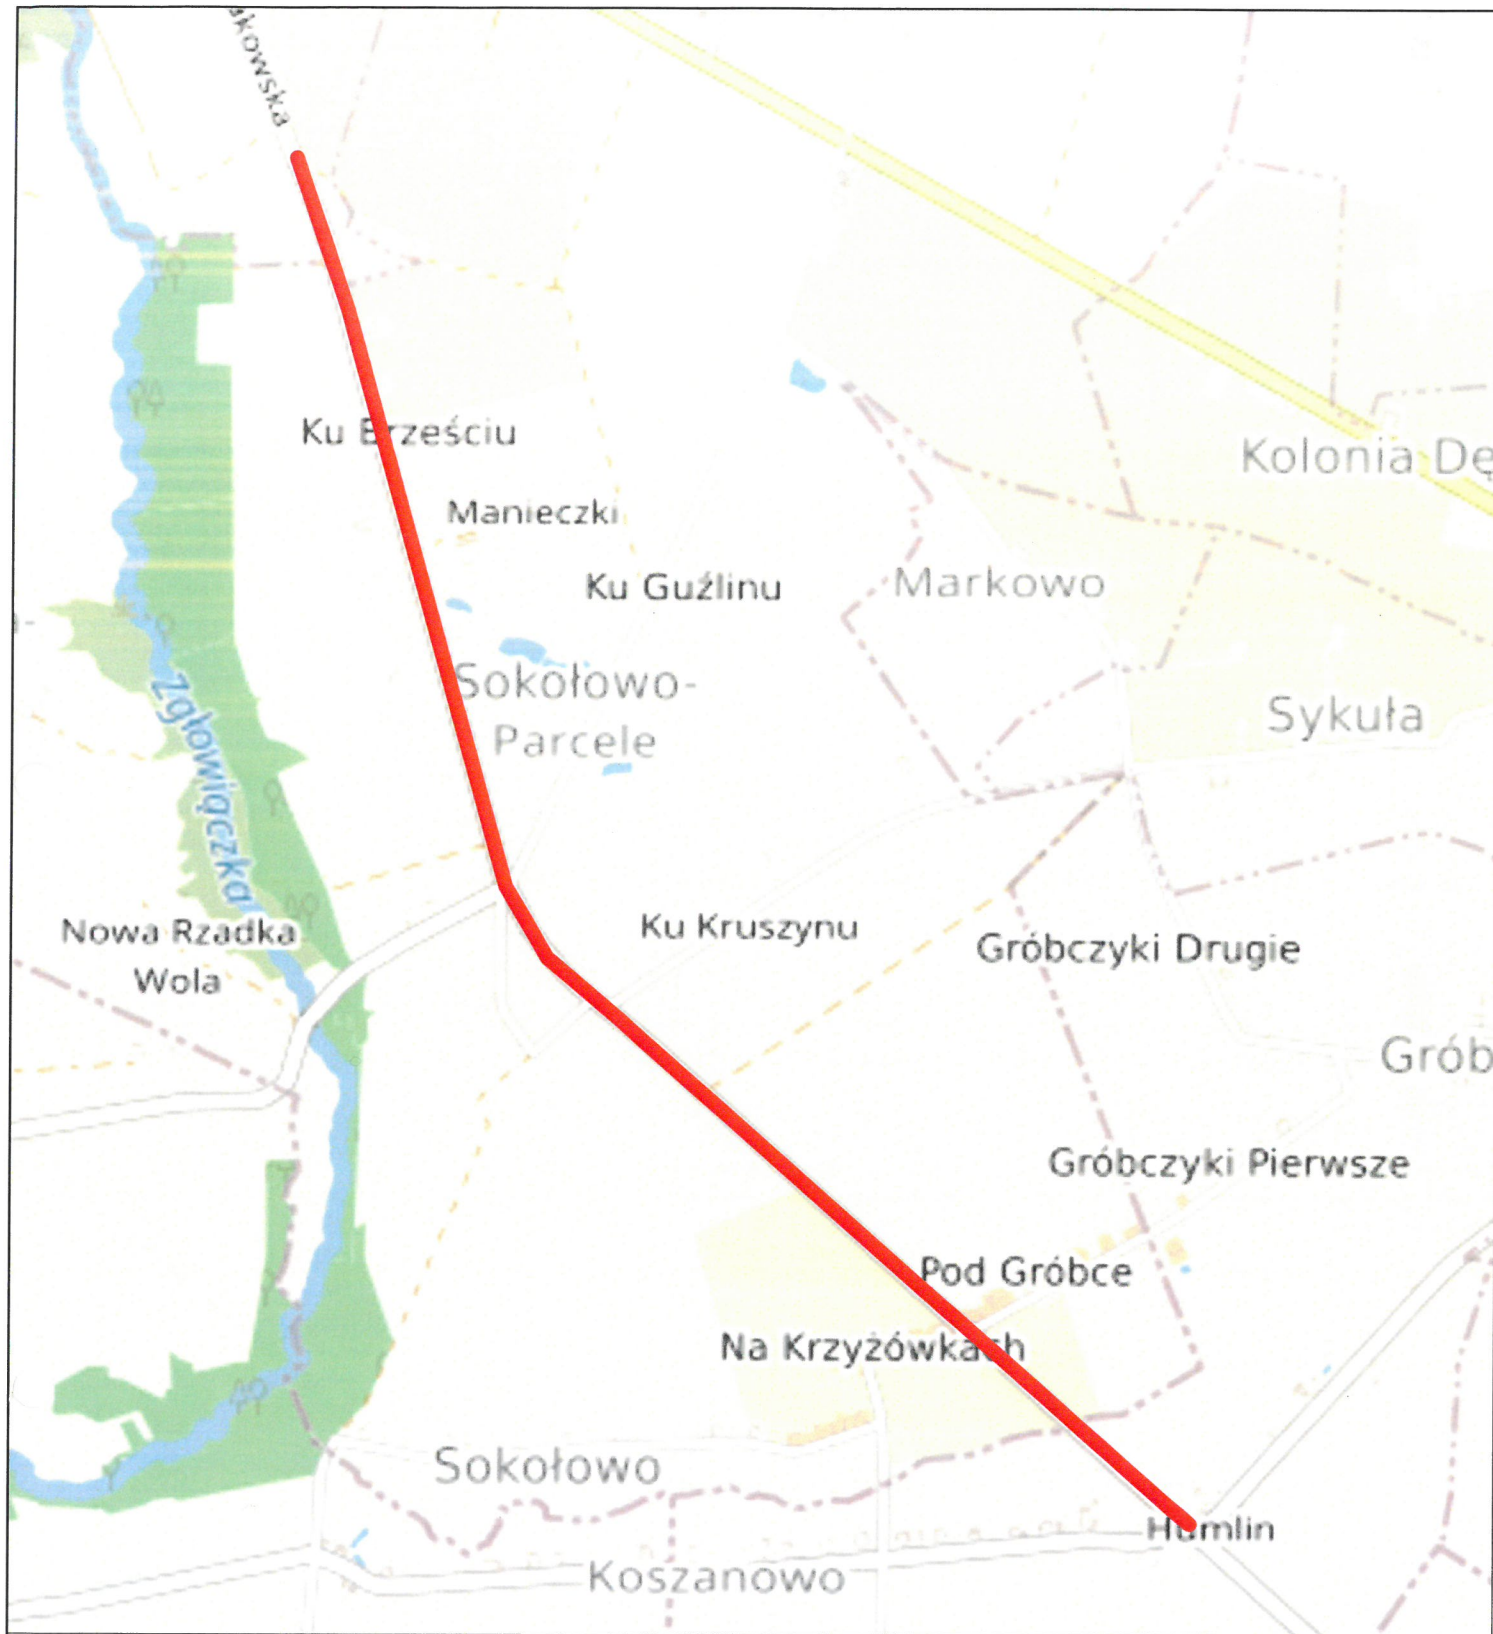 Ku Brześciu
Kolonia Dę
Manieczki
Ku Guźlinu
Markowo
Sokołowo-
Parcele
Sykuła
Zgłowiączka
Nowa Rzadka
Wola
Ku Kruszynu
Gróbczyki Drugie
Grób
Gróbczyki Pierwsze
Pod Gróbce
Na Krzyżówkach
Sokołowo
Humlin
Koszanowo